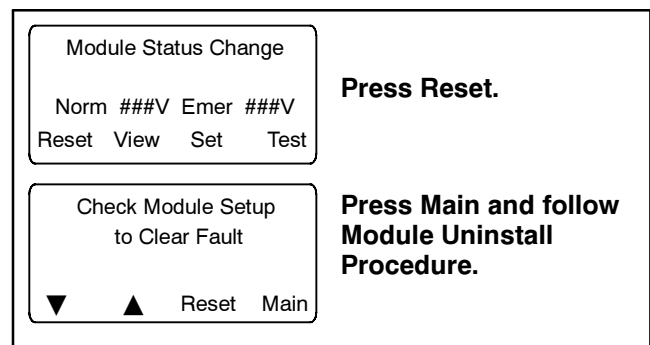 Module Status Change
Norm ###V Emer ###V
Reset View Set Test
Press Reset.
Check Module Setup
to Clear Fault
▼ ▲ Reset Main
Press Main and follow
Module Uninstall
Procedure.